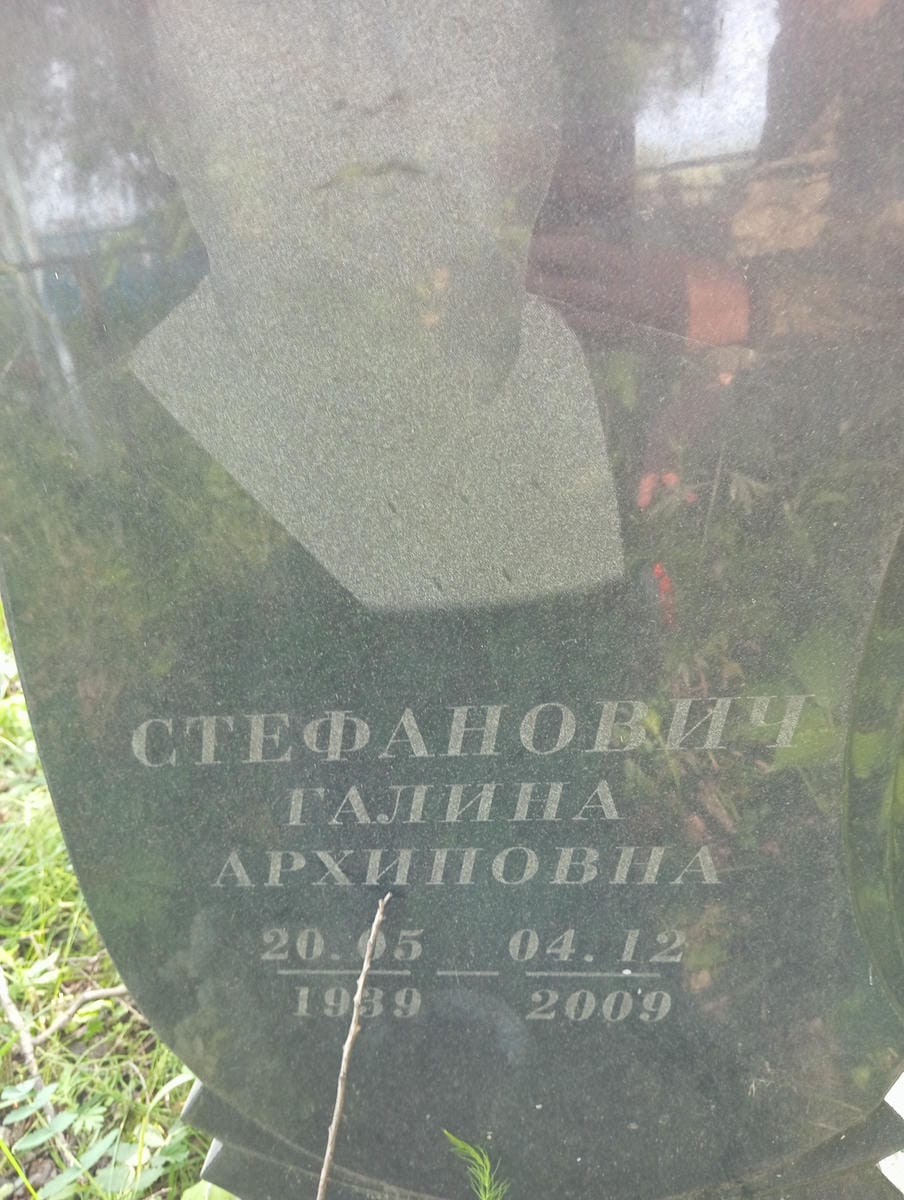 СТЕФАНОВИЧ
ГАЛИНА
АРХИПОВНА
20.05 — 04.12
1939 2009